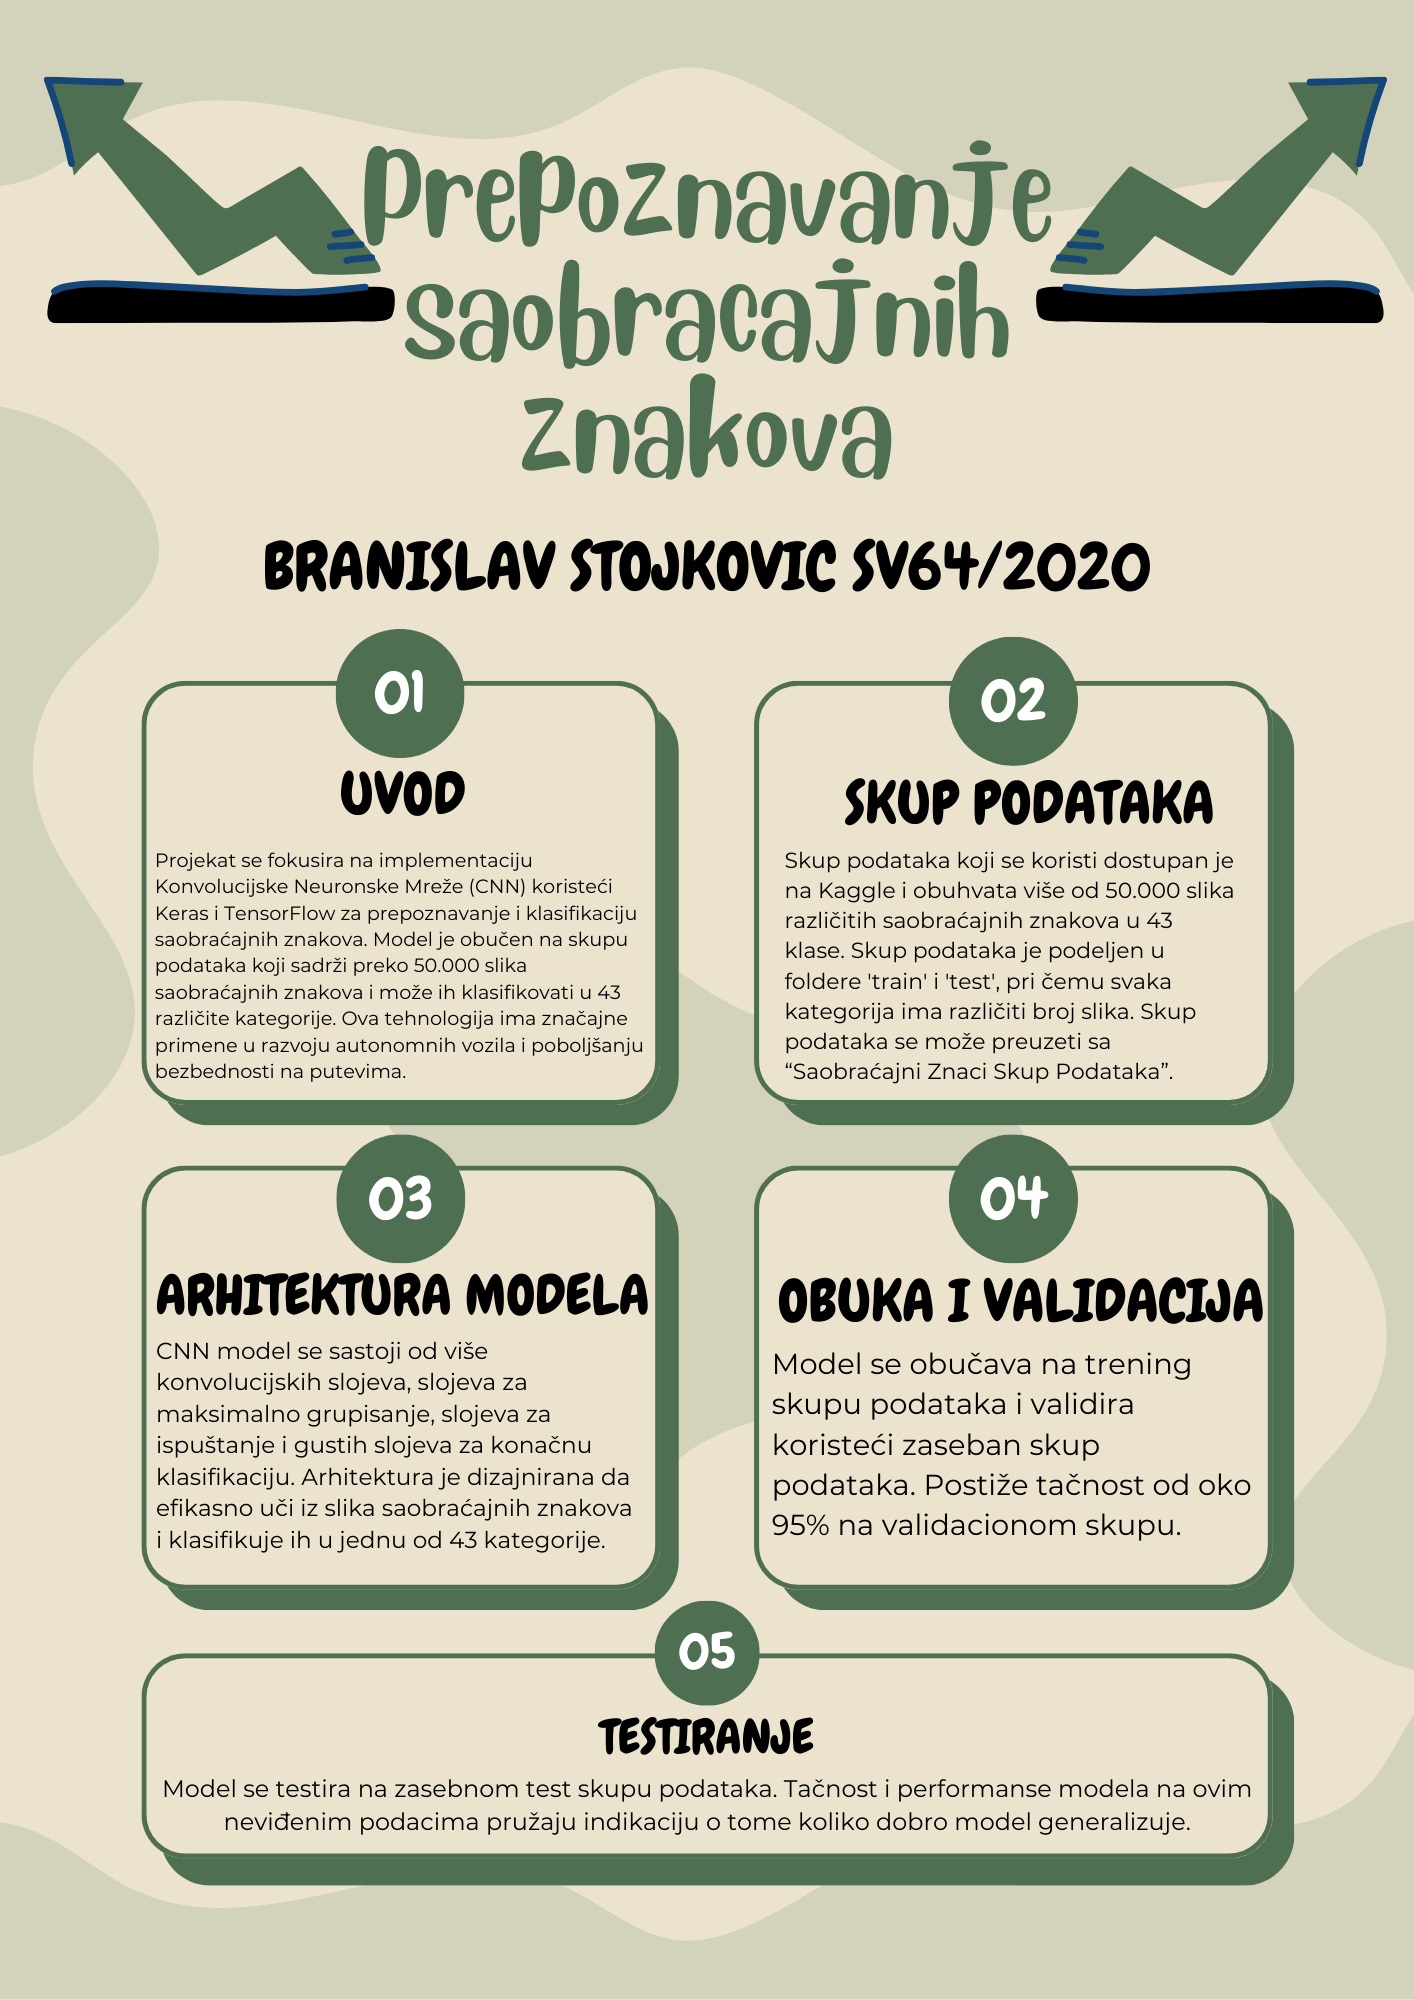 Prepoznavanje
saobracajnih
znakova
BRANISLAV STOJKOVIC SV64/2020
01
UVOD
Projekat se fokusira na implementaciju
Konvolucijske Neuronske Mreže (CNN) koristeći
Keras i TensorFlow za prepoznavanje i klasifikaciju
saobraćajnih znakova. Model je obučen na skupu
podataka koji sadrži preko 50.000 slika
saobraćajnih znakova i može ih klasifikovati u 43
različite kategorije. Ova tehnologija ima značajne
primene u razvoju autonomnih vozila i poboljšanju
bezbednosti na putevima.
02
SKUP PODATAKA
Skup podataka koji se koristi dostupan je
na Kaggle i obuhvata više od 50.000 slika
različitih saobraćajnih znakova u 43
klase. Skup podataka je podeljen u
foldere 'train' i 'test', pri čemu svaka
kategorija ima različiti broj slika. Skup
podataka se može preuzeti sa
“Saobraćajni Znaci Skup Podataka”.
03
ARHITEKTURA MODELA
CNN model se sastoji od više
konvolucijskih slojeva, slojeva za
maksimalno grupisanje, slojeva za
ispuštanje i gustih slojeva za konačnu
klasifikaciju. Arhitektura je dizajnirana da
efikasno uči iz slika saobraćajnih znakova
i klasifikuje ih u jednu od 43 kategorije.
04
OBUKA I VALIDACIJA
Model se obučava na trening
skupu podataka i validira
koristeći zaseban skup
podataka. Postiže tačnost od oko
95% na validacionom skupu.
05
TESTIRANJE
Model se testira na zasebnom test skupu podataka. Tačnost i performanse modela na ovim
neviđenim podacima pružaju indikaciju o tome koliko dobro model generalizuje.